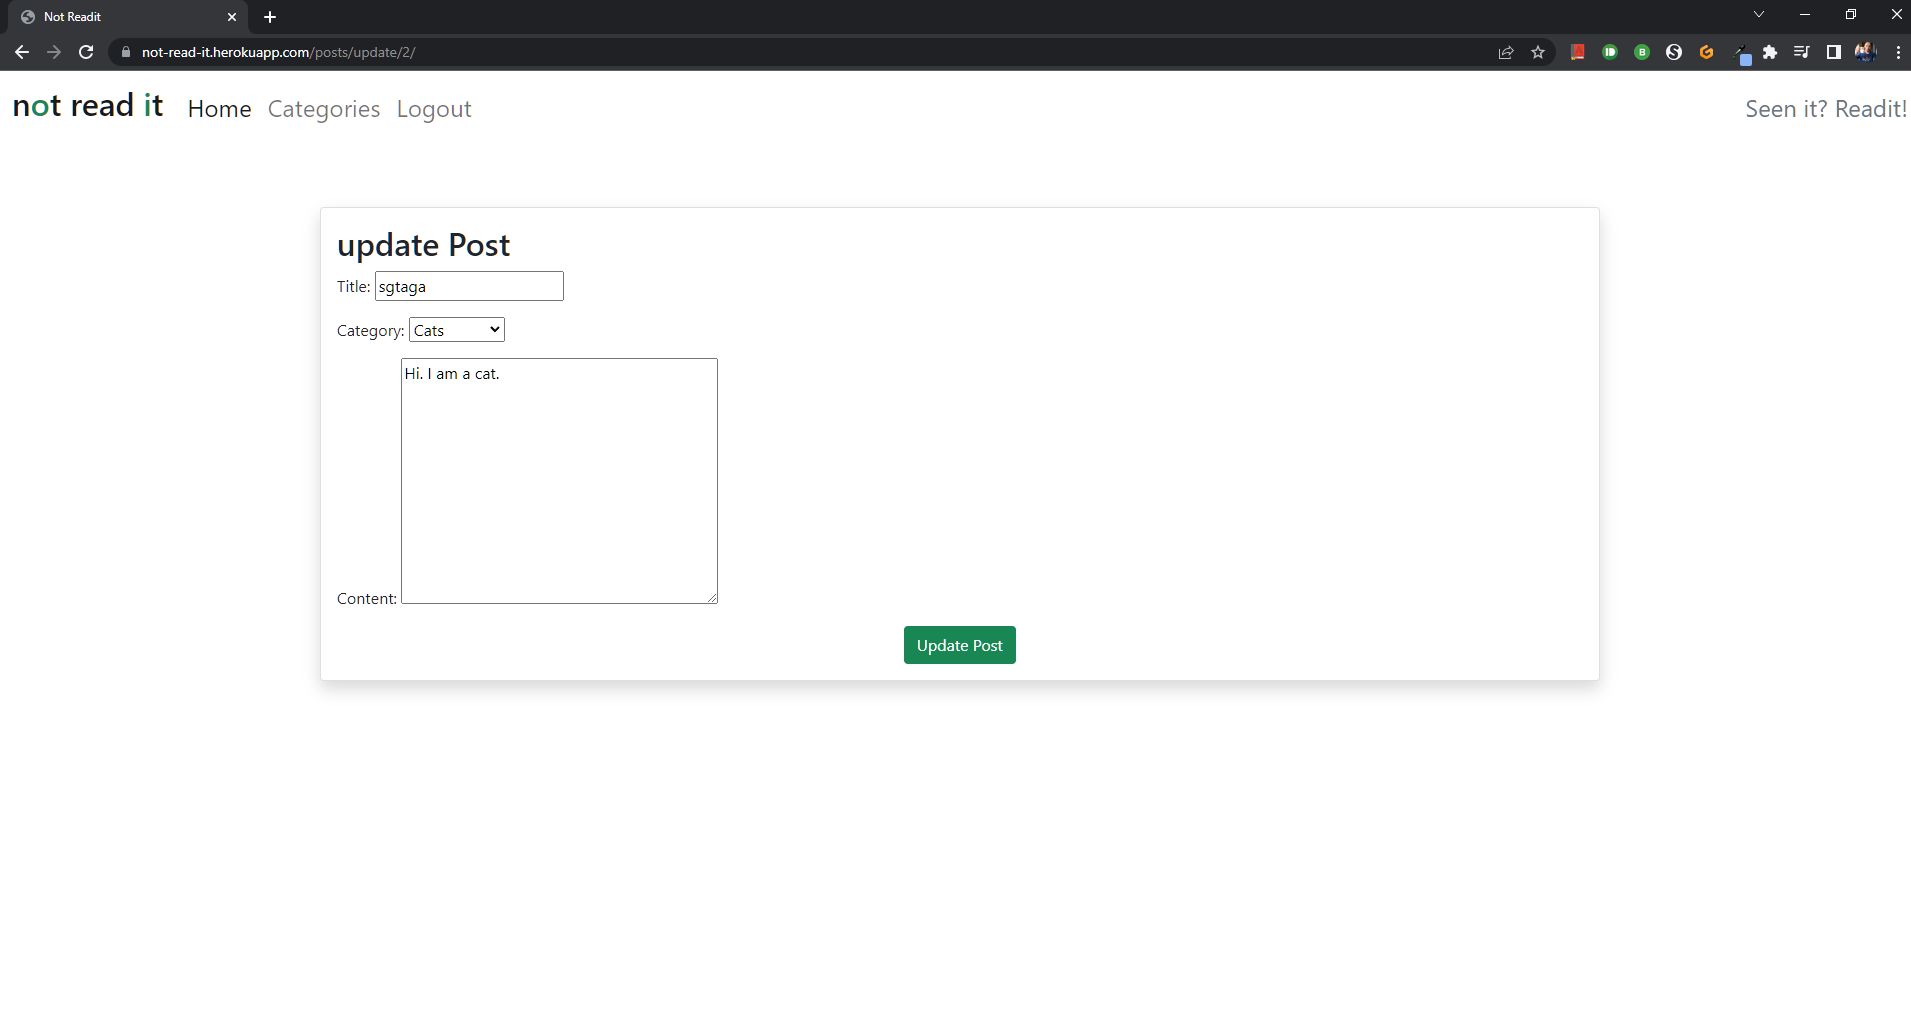 Not Readit
not-read-it.herokuapp.com/posts/update/2/
not read it Home Categories Logout Seen it? Readit!
update Post
Title: sgtaga
Category: Cats
Hi. I am a cat.
Content:
Update Post